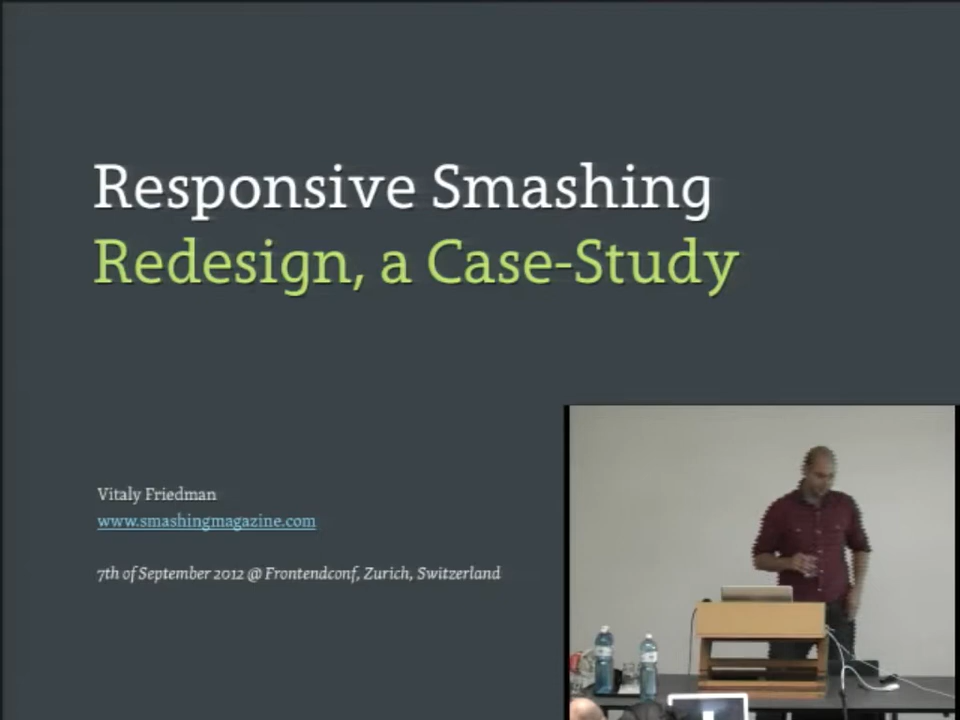 Responsive Smashing
Redesign, a Case-Study
Vitaly Friedman
www.smashingmagazine.com
7th of September 2012 @ Frontendconf, Zurich, Switzerland